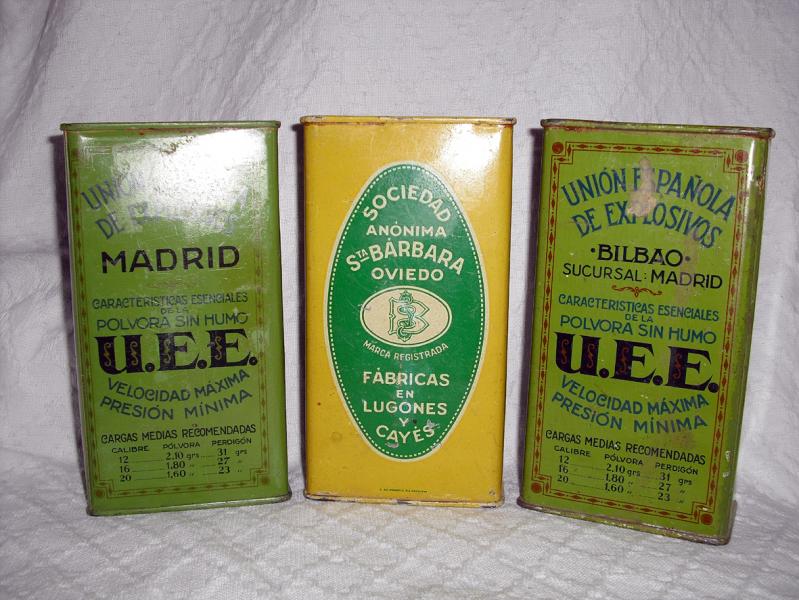 UNIÓN
DE
MADRID
CARACTERISTICAS ESENCIALES
DE LA
POLVORA SIN HUMO
U.E.E.
VELOCIDAD MÁXIMA
PRESIÓN MÍNIMA
CARGAS MEDIAS RECOMENDADAS
CALIBRE PÓLVORA PERDIGÓN
12 2,10 grs. 31 grs
16 1,80 " 27 "
20 1,60 " 23 "
SOCIEDAD
ANÓNIMA
STA BÁRBARA
OVIEDO
MARCA REGISTRADA
FÁBRICAS
EN
LUGONES
Y
CAYÉS
UNIÓN ESPAÑOLA
DE EXPLOSIVOS
·BILBAO·
SUCURSAL: MADRID
CARACTERISTICAS ESENCIALES
DE LA
POLVORA SIN HUMO
U.E.E.
VELOCIDAD MÁXIMA
PRESIÓN MÍNIMA
CARGAS MEDIAS RECOMENDADAS
CALIBRE PÓLVORA PERDIGÓN
12 2,10 grs. 31 grs
16 1,80 " 27 "
20 1,60 " 23 "